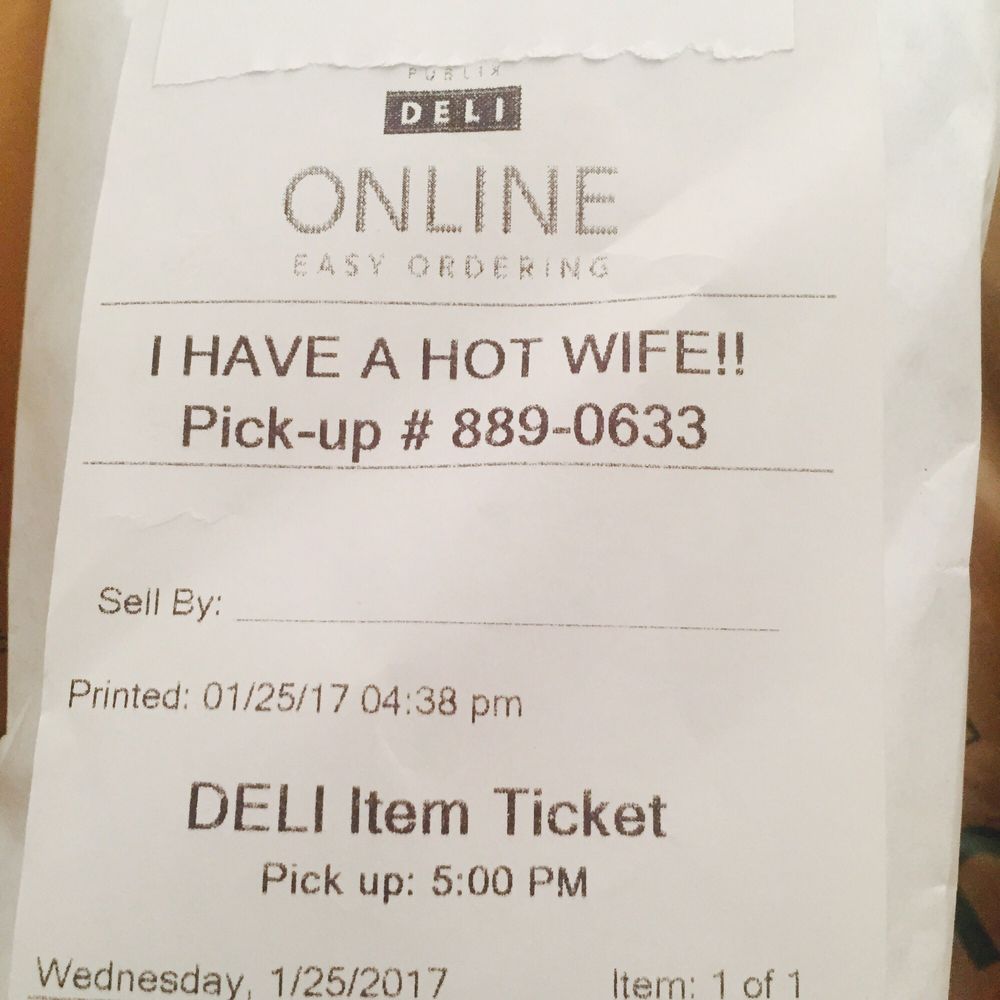 PUBLIX
DELI
ONLINE
EASY ORDERING
I HAVE A HOT WIFE!!
Pick-up # 889-0633
Sell By:
Printed: 01/25/17 04:38 pm
DELI Item Ticket
Pick up: 5:00 PM
Wednesday, 1/25/2017 Item: 1 of 1